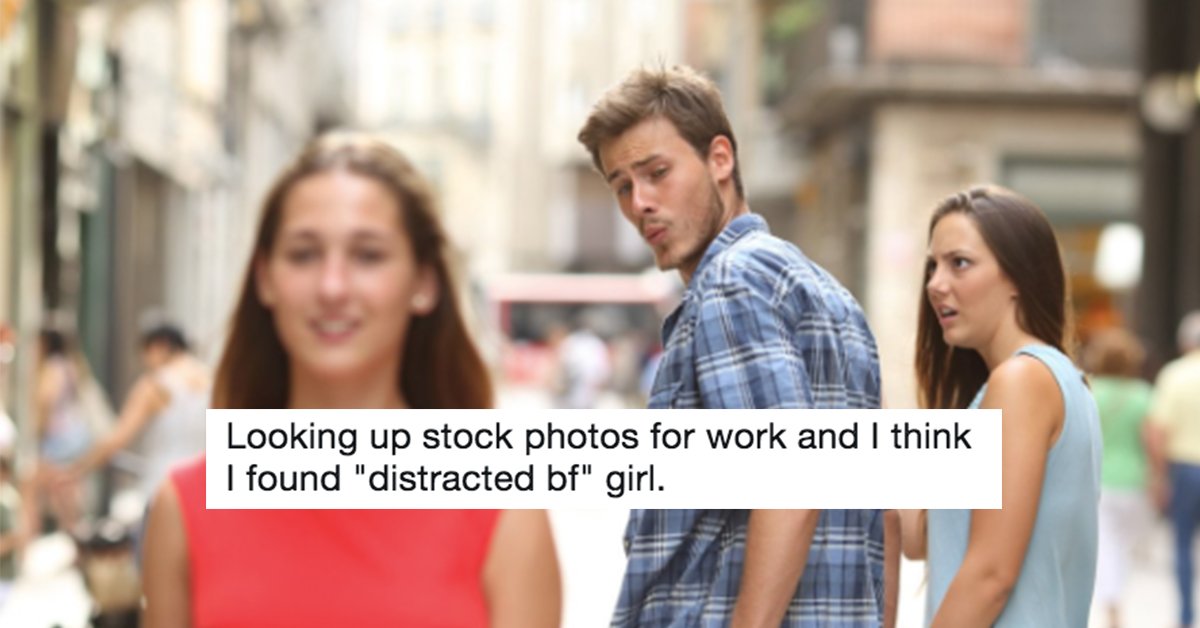 Looking up stock photos for work and I think
I found "distracted bf" girl.